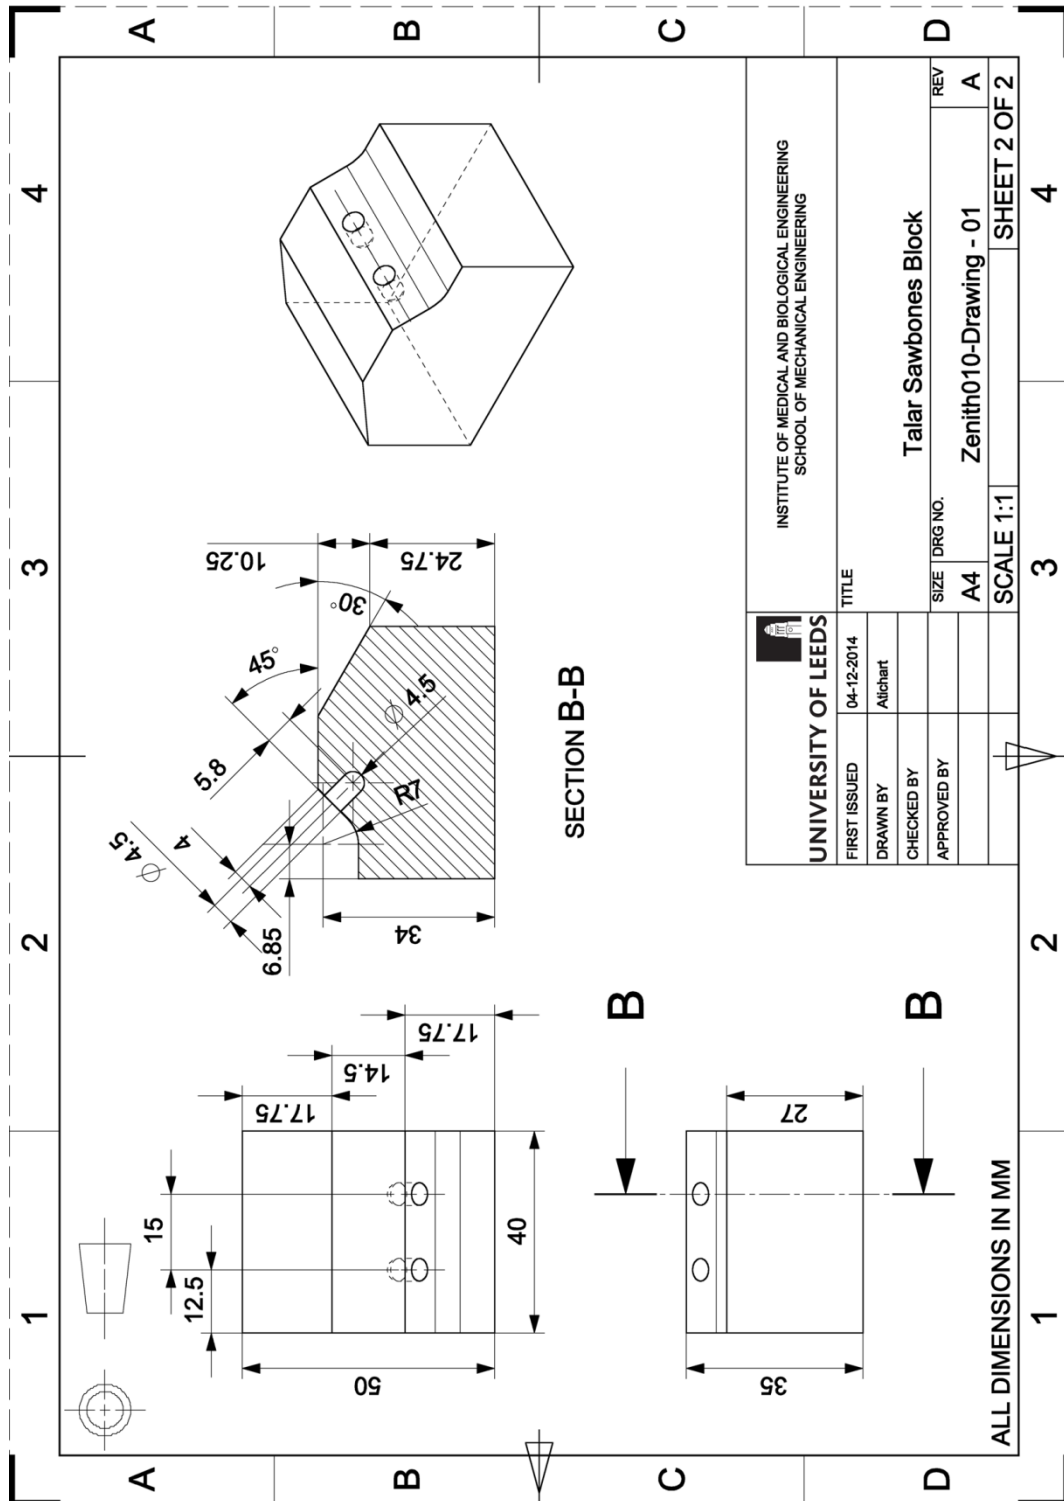 1
2
3
4
A
B
C
D
A
B
C
D
1
2
3
4
12.5
15
50
40
17.75
14.5
17.75
35
27
B
B
4.5
4
5.8
6.85
34
45°
30°
10.25
24.75
4.5
R7
SECTION B-B
ALL DIMENSIONS IN MM
UNIVERSITY OF LEEDS
INSTITUTE OF MEDICAL AND BIOLOGICAL ENGINEERING
SCHOOL OF MECHANICAL ENGINEERING
FIRST ISSUED 04-12-2014
DRAWN BY Atichart
CHECKED BY
APPROVED BY
TITLE
Talar Sawbones Block
SIZE DRG NO. REV
A4 Zenith010-Drawing - 01 A
SCALE 1:1 SHEET 2 OF 2